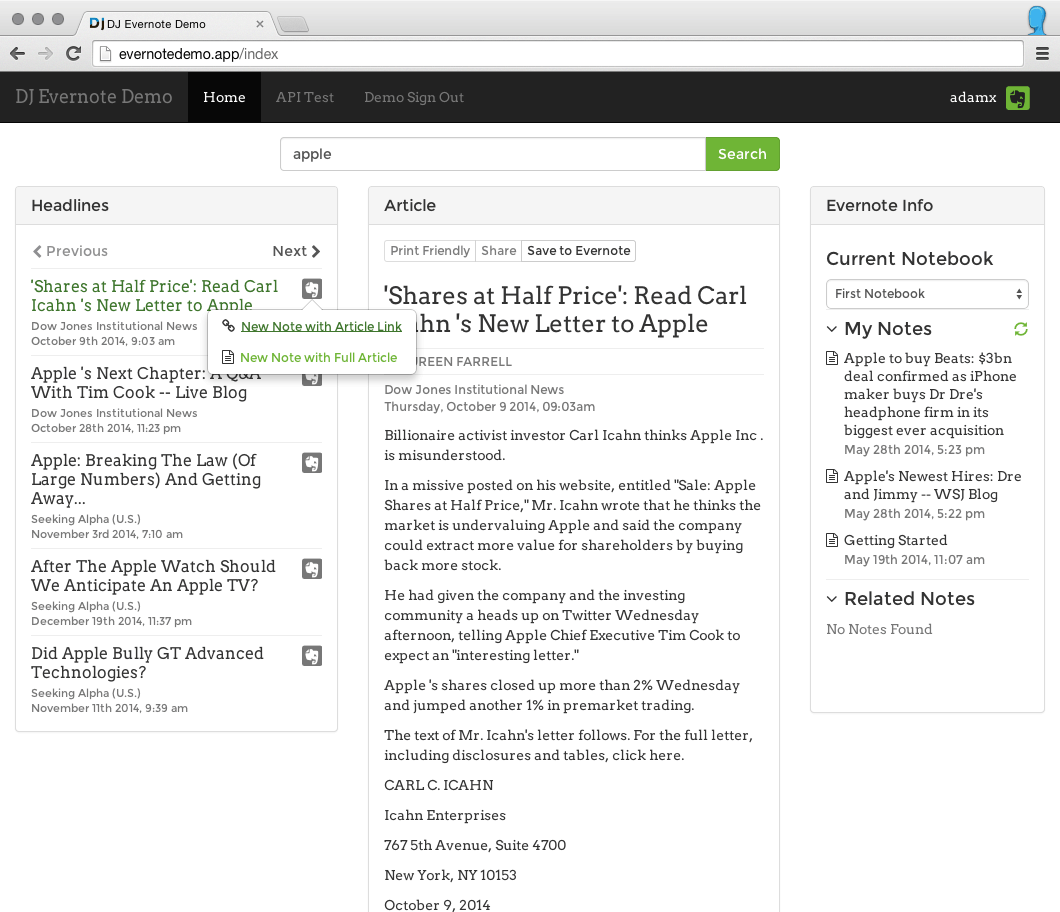 DJ DJ Evernote Demo
evernotedemo.app/index
DJ Evernote Demo
Home
API Test
Demo Sign Out
adamx
apple
Search
Headlines
Previous
Next
'Shares at Half Price': Read Carl
Icahn 's New Letter to Apple
Dow Jones Institutional News
October 9th 2014, 9:03 am
New Note with Article Link
New Note with Full Article
Apple 's Next Chapter: A Q&A
With Tim Cook -- Live Blog
Dow Jones Institutional News
October 28th 2014, 11:23 pm
Apple: Breaking The Law (Of
Large Numbers) And Getting
Away...
Seeking Alpha (U.S.)
November 3rd 2014, 7:10 am
After The Apple Watch Should
We Anticipate An Apple TV?
Seeking Alpha (U.S.)
December 19th 2014, 11:37 pm
Did Apple Bully GT Advanced
Technologies?
Seeking Alpha (U.S.)
November 11th 2014, 9:39 am
Article
Print Friendly
Share
Save to Evernote
'Shares at Half Price': Read Carl
hn 's New Letter to Apple
REEN FARRELL
Dow Jones Institutional News
Thursday, October 9 2014, 09:03am
Billionaire activist investor Carl Icahn thinks Apple Inc .
is misunderstood.
In a missive posted on his website, entitled "Sale: Apple
Shares at Half Price," Mr. Icahn wrote that he thinks the
market is undervaluing Apple and said the company
could extract more value for shareholders by buying
back more stock.
He had given the company and the investing
community a heads up on Twitter Wednesday
afternoon, telling Apple Chief Executive Tim Cook to
expect an "interesting letter."
Apple 's shares closed up more than 2% Wednesday
and jumped another 1% in premarket trading.
The text of Mr. Icahn's letter follows. For the full letter,
including disclosures and tables, click here.
CARL C. ICAHN
Icahn Enterprises
767 5th Avenue, Suite 4700
New York, NY 10153
October 9, 2014
Evernote Info
Current Notebook
First Notebook
My Notes
Apple to buy Beats: $3bn
deal confirmed as iPhone
maker buys Dr Dre's
headphone firm in its
biggest ever acquisition
May 28th 2014, 5:23 pm
Apple's Newest Hires: Dre
and Jimmy -- WSJ Blog
May 28th 2014, 5:22 pm
Getting Started
May 19th 2014, 11:07 am
Related Notes
No Notes Found